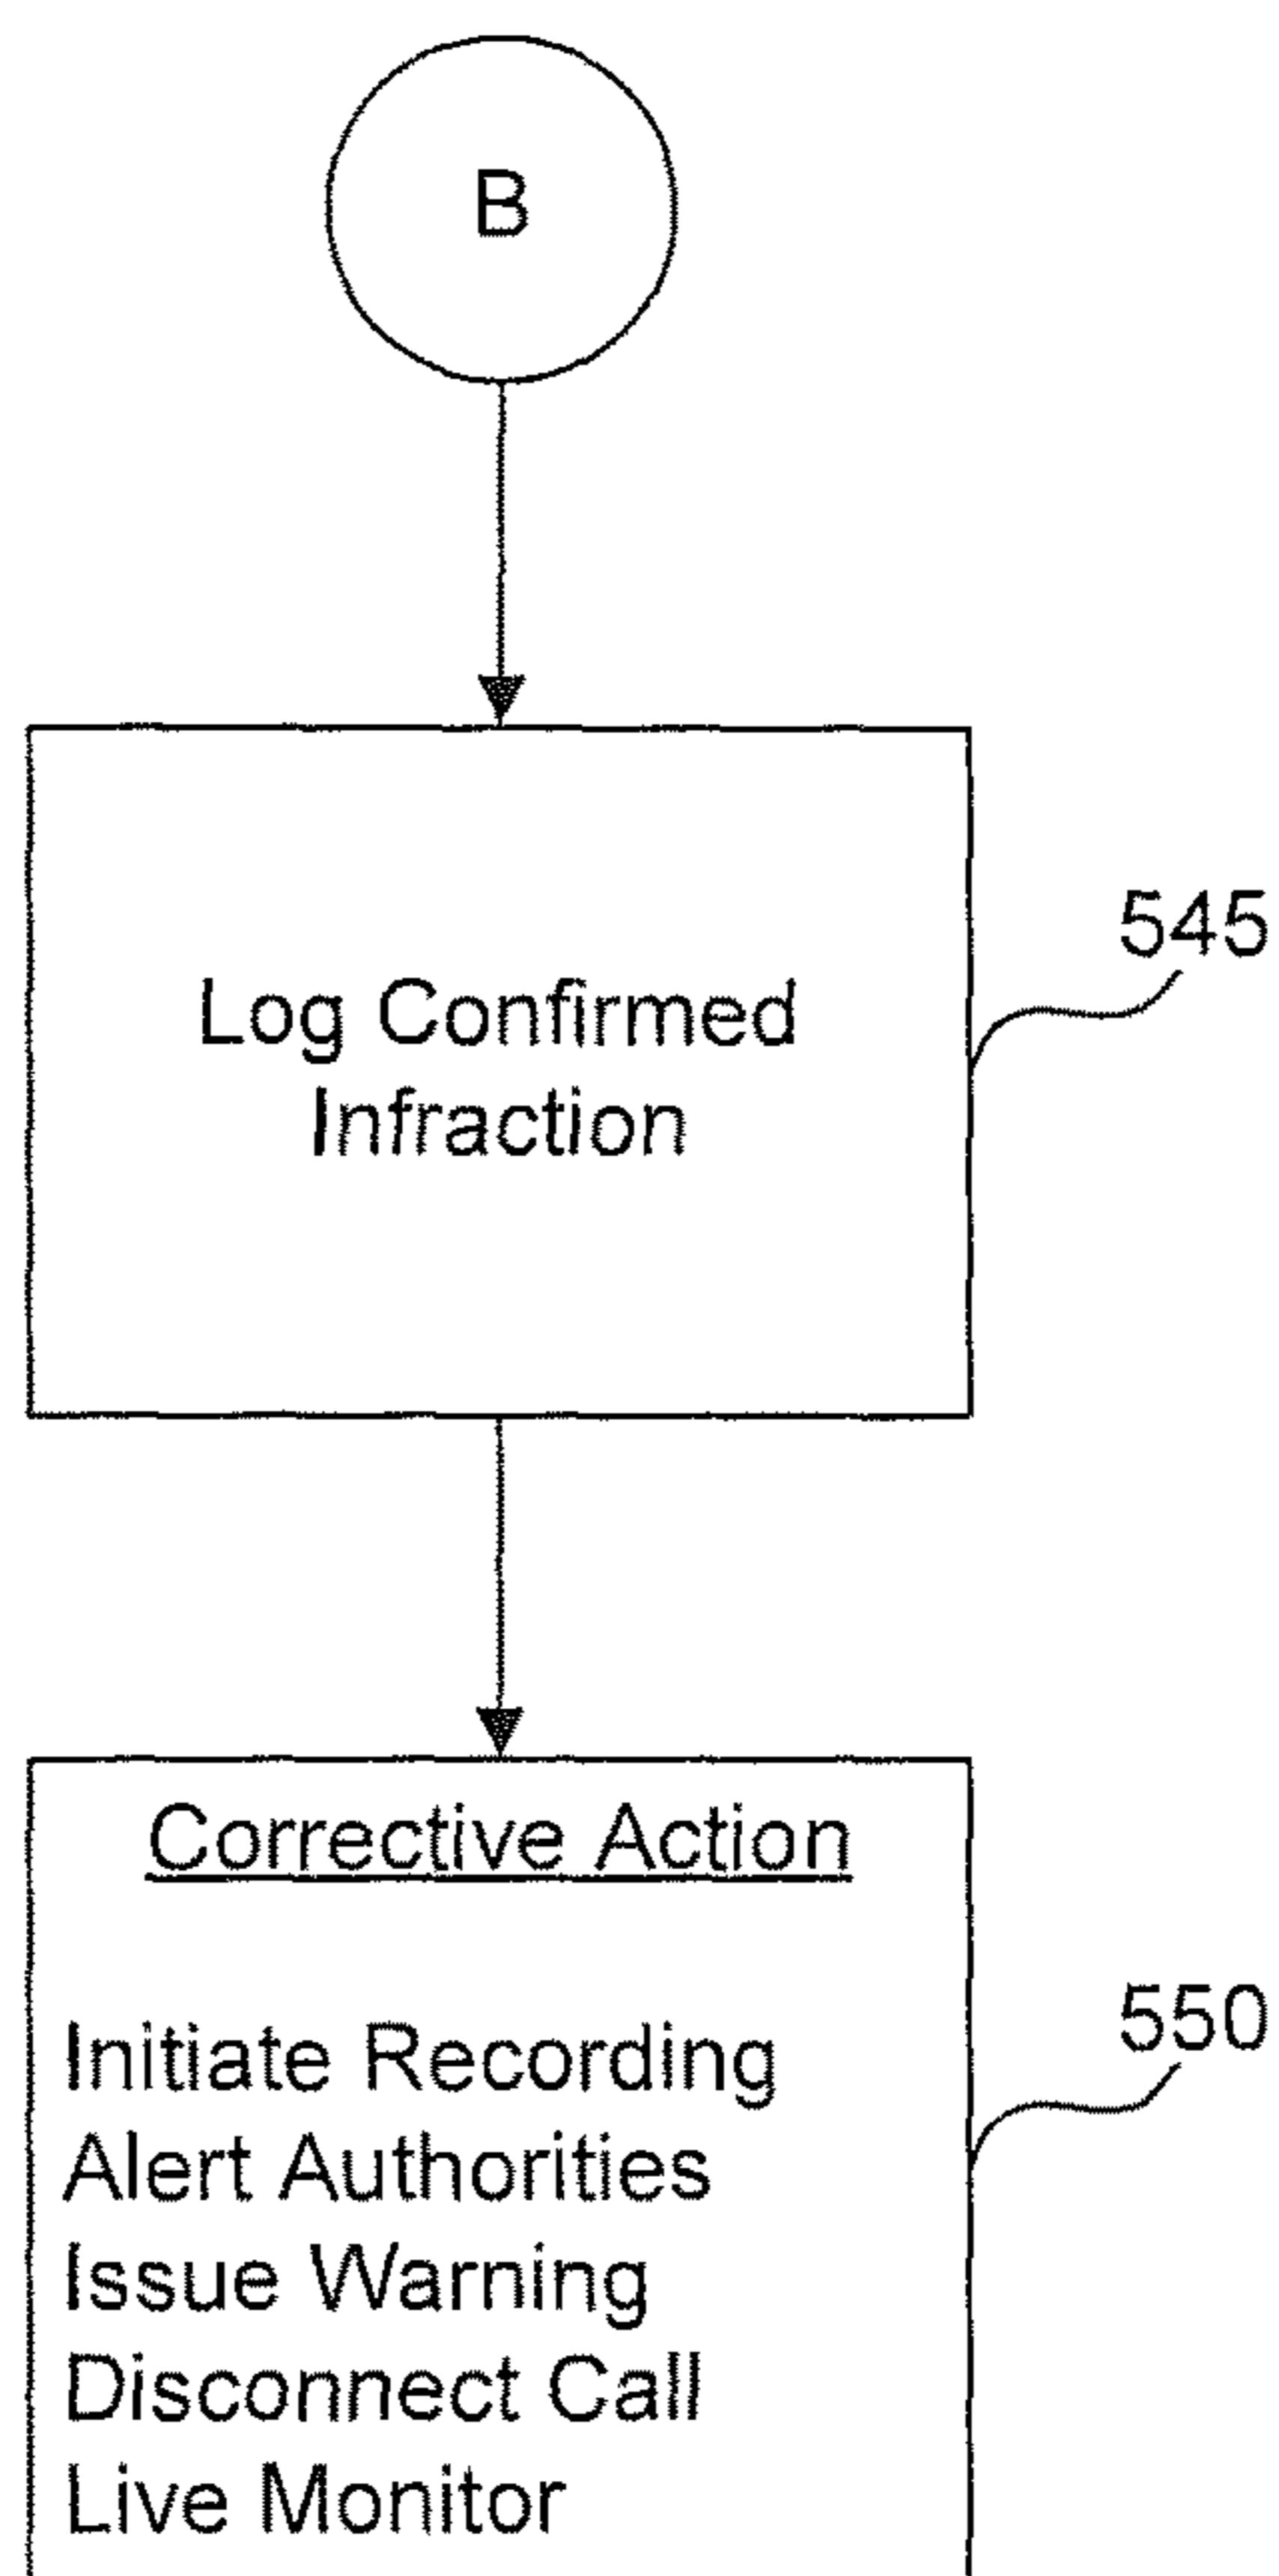 B
545
Log Confirmed
Infraction
Corrective Action
550
Initiate Recording
Alert Authorities
Issue Warning
Disconnect Call
Live Monitor